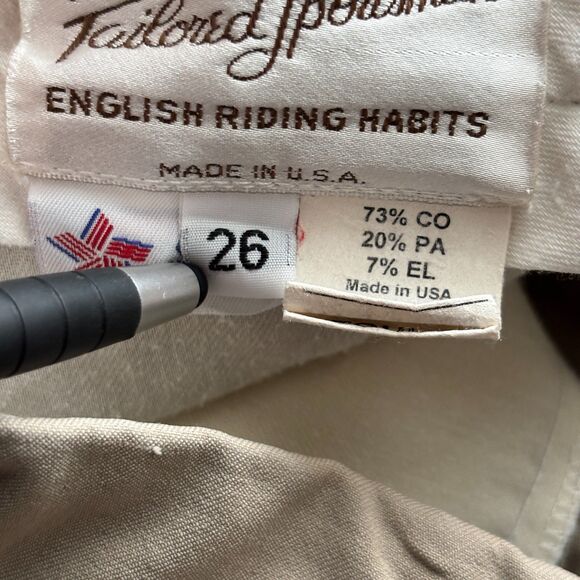 Tailored Sportsman
ENGLISH RIDING HABITS
MADE IN U.S.A.
26
73% CO
20% PA
7% EL
Made in USA